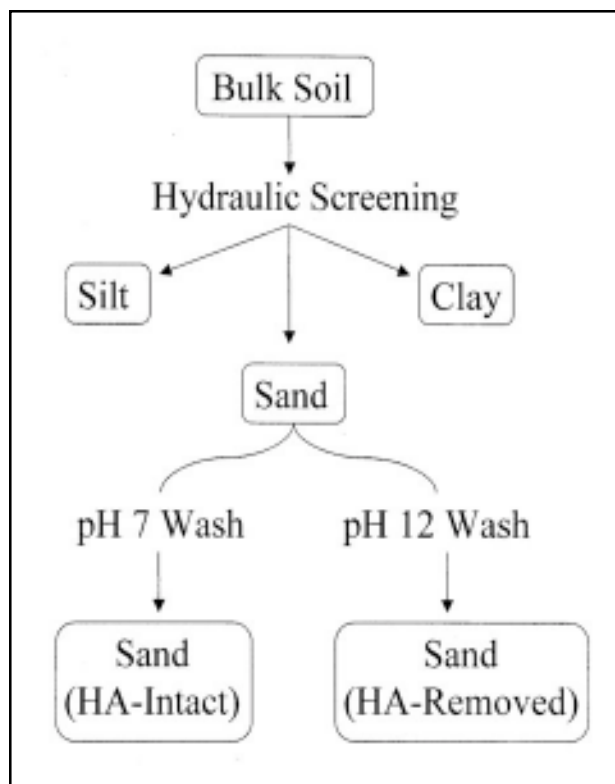 Bulk Soil
Hydraulic Screening
Silt
Clay
Sand
pH 7 Wash
pH 12 Wash
Sand
(HA-Intact)
Sand
(HA-Removed)